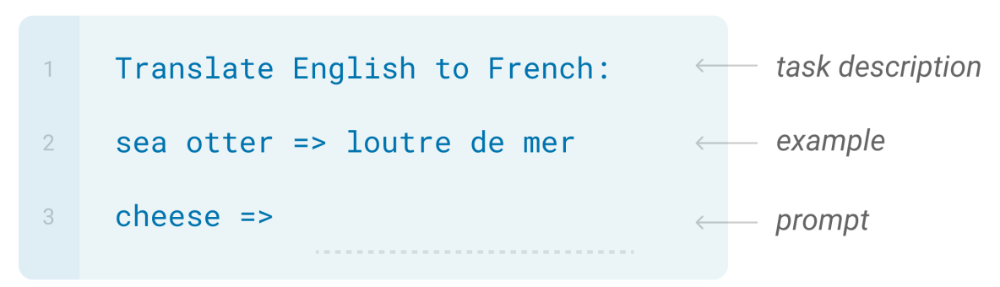 1 Translate English to French: task description
2 sea otter => loutre de mer example
3 cheese => prompt